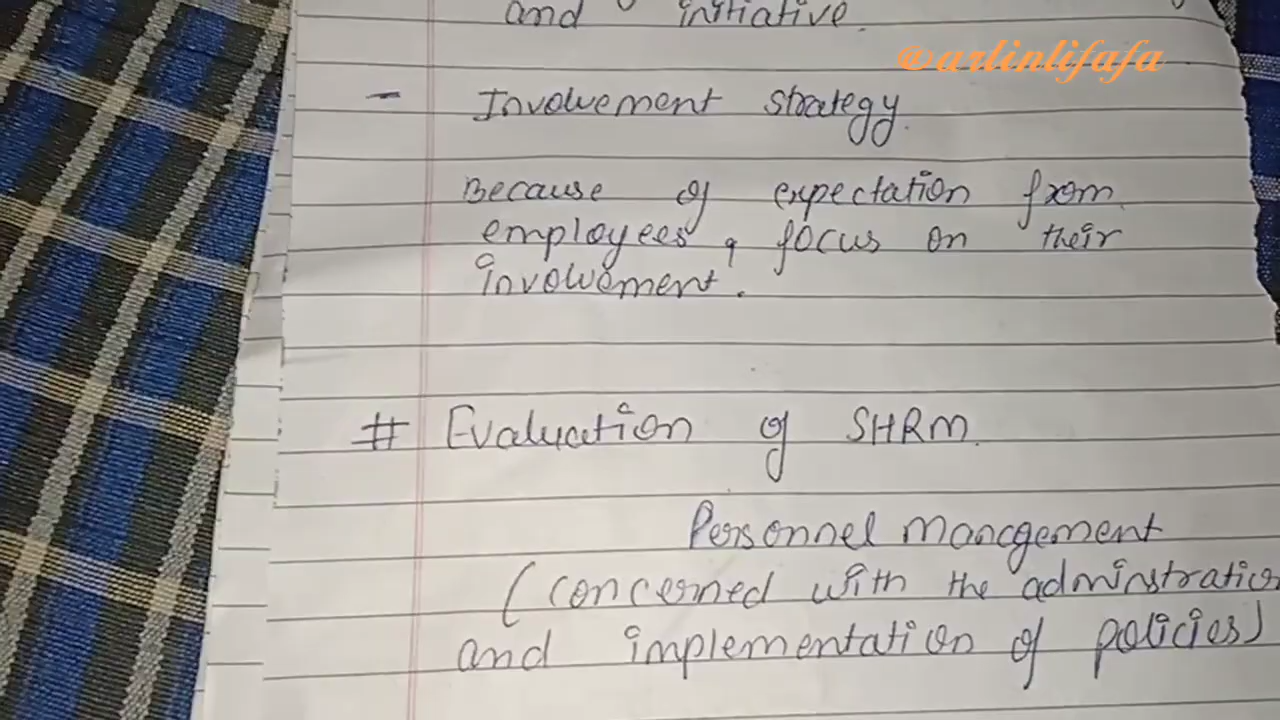 and initiative.
@arlinlifafa
- Involvement strategy.
Because of expectation from
employees, focus on their
involvement.
# Evaluation of SHRM.
Personnel management
(concerned with the adminstration
and implementation of policies)